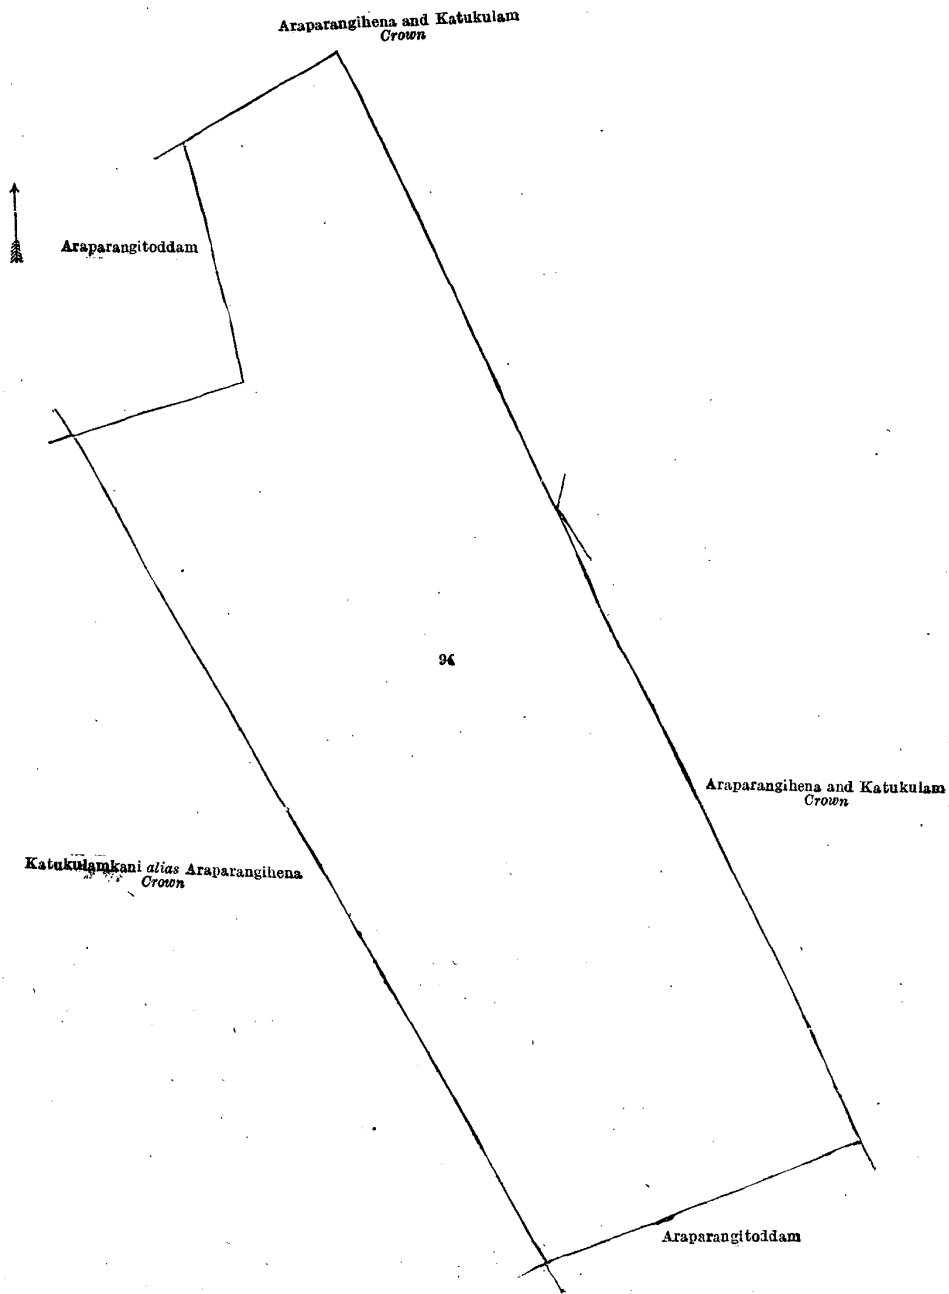 Araparangihena and Katukulam
Crown
Araparangitoddam
96
Araparangihena and Katukulam
Crown
Katukulamkani alias Araparangihena
Crown
Araparangitoddam